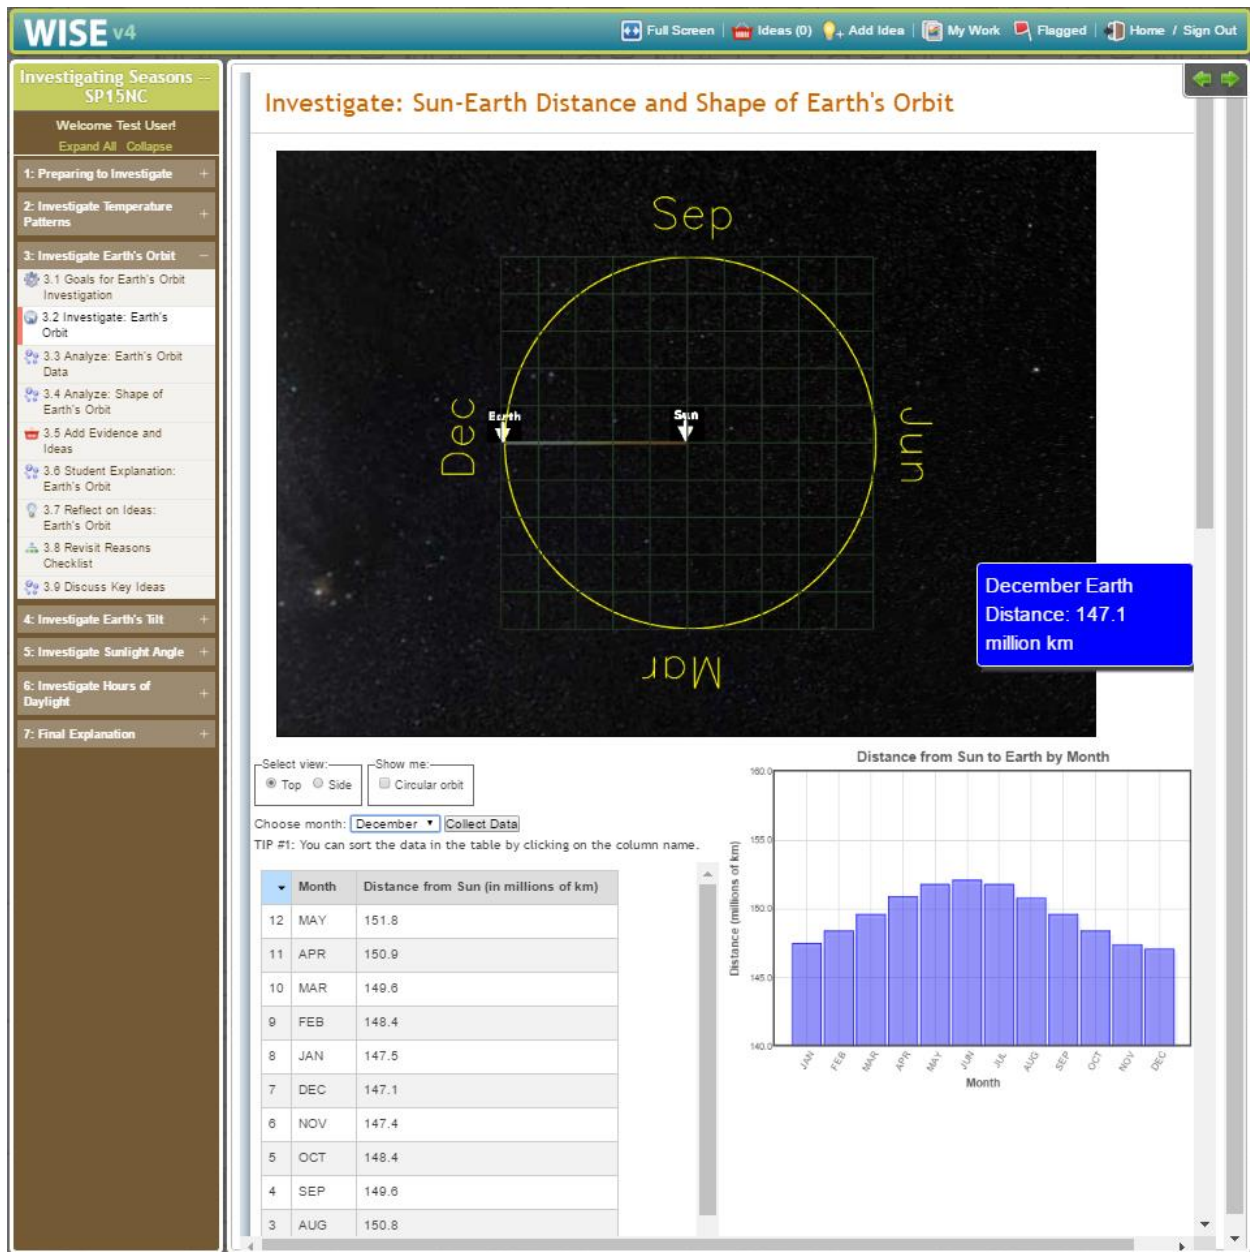 WISE v4
Full Screen | Ideas (0) + Add Idea | My Work Flagged | Home / Sign Out
Investigating Seasons --
SP15NC
Welcome Test User!
Expand All Collapse
1: Preparing to Investigate +
2: Investigate Temperature
Patterns +
3: Investigate Earth's Orbit −
3.1 Goals for Earth's Orbit
Investigation
3.2 Investigate: Earth's
Orbit
3.3 Analyze: Earth's Orbit
Data
3.4 Analyze: Shape of
Earth's Orbit
3.5 Add Evidence and
Ideas
3.6 Student Explanation:
Earth's Orbit
3.7 Reflect on Ideas:
Earth's Orbit
3.8 Revisit Reasons
Checklist
3.9 Discuss Key Ideas
4: Investigate Earth's Tilt +
5: Investigate Sunlight Angle +
6: Investigate Hours of
Daylight +
7: Final Explanation +
Investigate: Sun-Earth Distance and Shape of Earth's Orbit
Sep
Dec
Earth
Sun
Jun
Mar
December Earth
Distance: 147.1
million km
Select view:
Top Side
Show me:
Circular orbit
Choose month: December Collect Data
TIP #1: You can sort the data in the table by clicking on the column name.
Month Distance from Sun (in millions of km)
12 MAY 151.8
11 APR 150.9
10 MAR 149.6
9 FEB 148.4
8 JAN 147.5
7 DEC 147.1
6 NOV 147.4
5 OCT 148.4
4 SEP 149.6
3 AUG 150.8
Distance from Sun to Earth by Month
Distance (millions of km)
160.0
155.0
150.0
145.0
140.0
JAN FEB MAR APR MAY JUN JUL AUG SEP OCT NOV DEC
Month